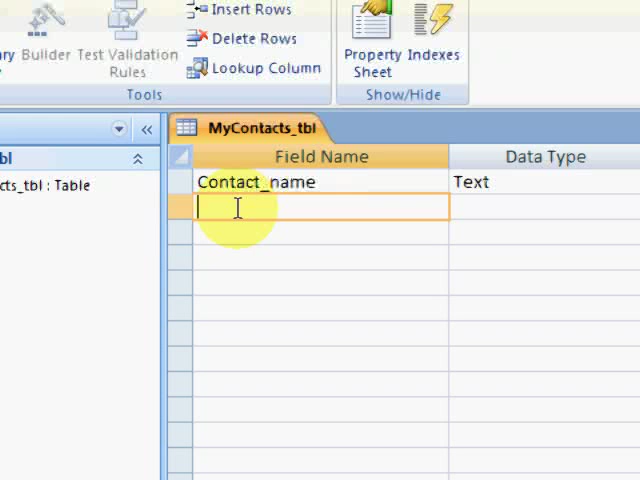 Insert Rows
Delete Rows
Lookup Column
Builder
Test Validation
Rules
Tools
Property
Sheet
Indexes
Show/Hide
MyContacts_tbl
bl
cts_tbl : Table
Field Name
Data Type
Contact_name
Text